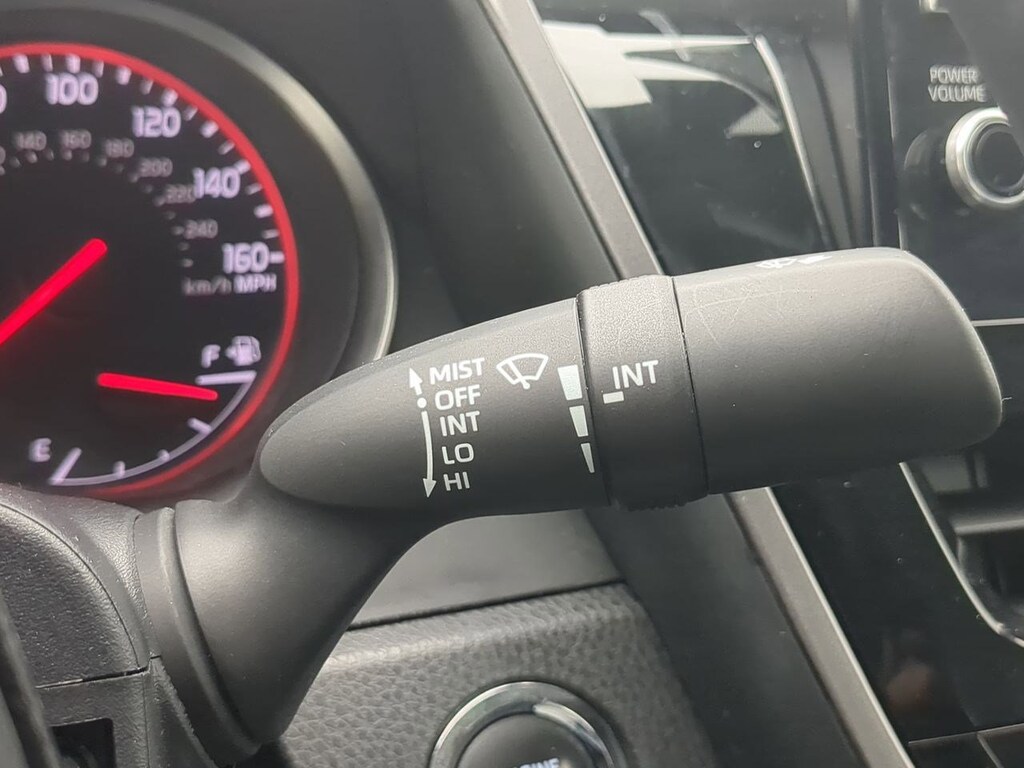 100
120
140
160
km/h MPH
140 160 180
200
220
240
F
E
MIST
OFF
INT
LO
HI
INT
POWER
VOLUME